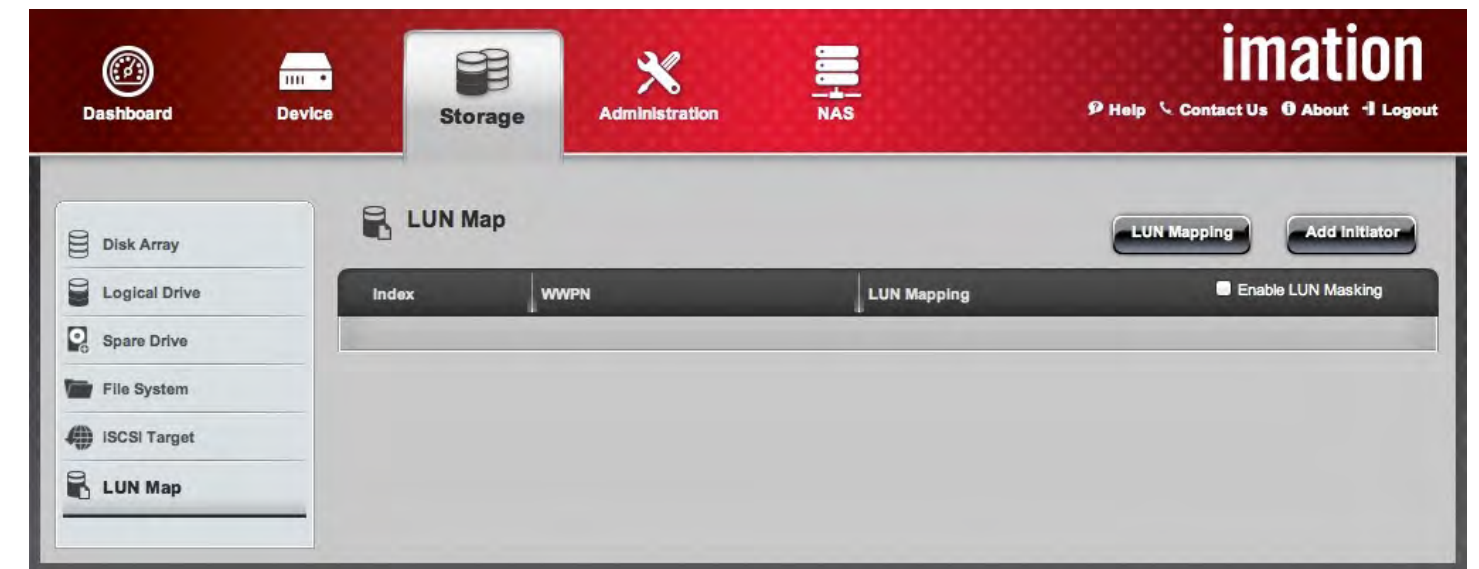 imation
Dashboard
Device
Storage
Administration
NAS
Help
Contact Us
About
Logout
Disk Array
Logical Drive
Spare Drive
File System
iSCSI Target
LUN Map
LUN Map
LUN Mapping
Add Initiator
Index
WWPN
LUN Mapping
Enable LUN Masking